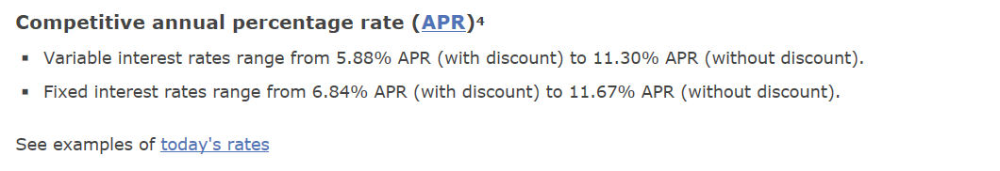 Competitive annual percentage rate (APR)⁴
▪ Variable interest rates range from 5.88% APR (with discount) to 11.30% APR (without discount).
▪ Fixed interest rates range from 6.84% APR (with discount) to 11.67% APR (without discount).
See examples of today's rates